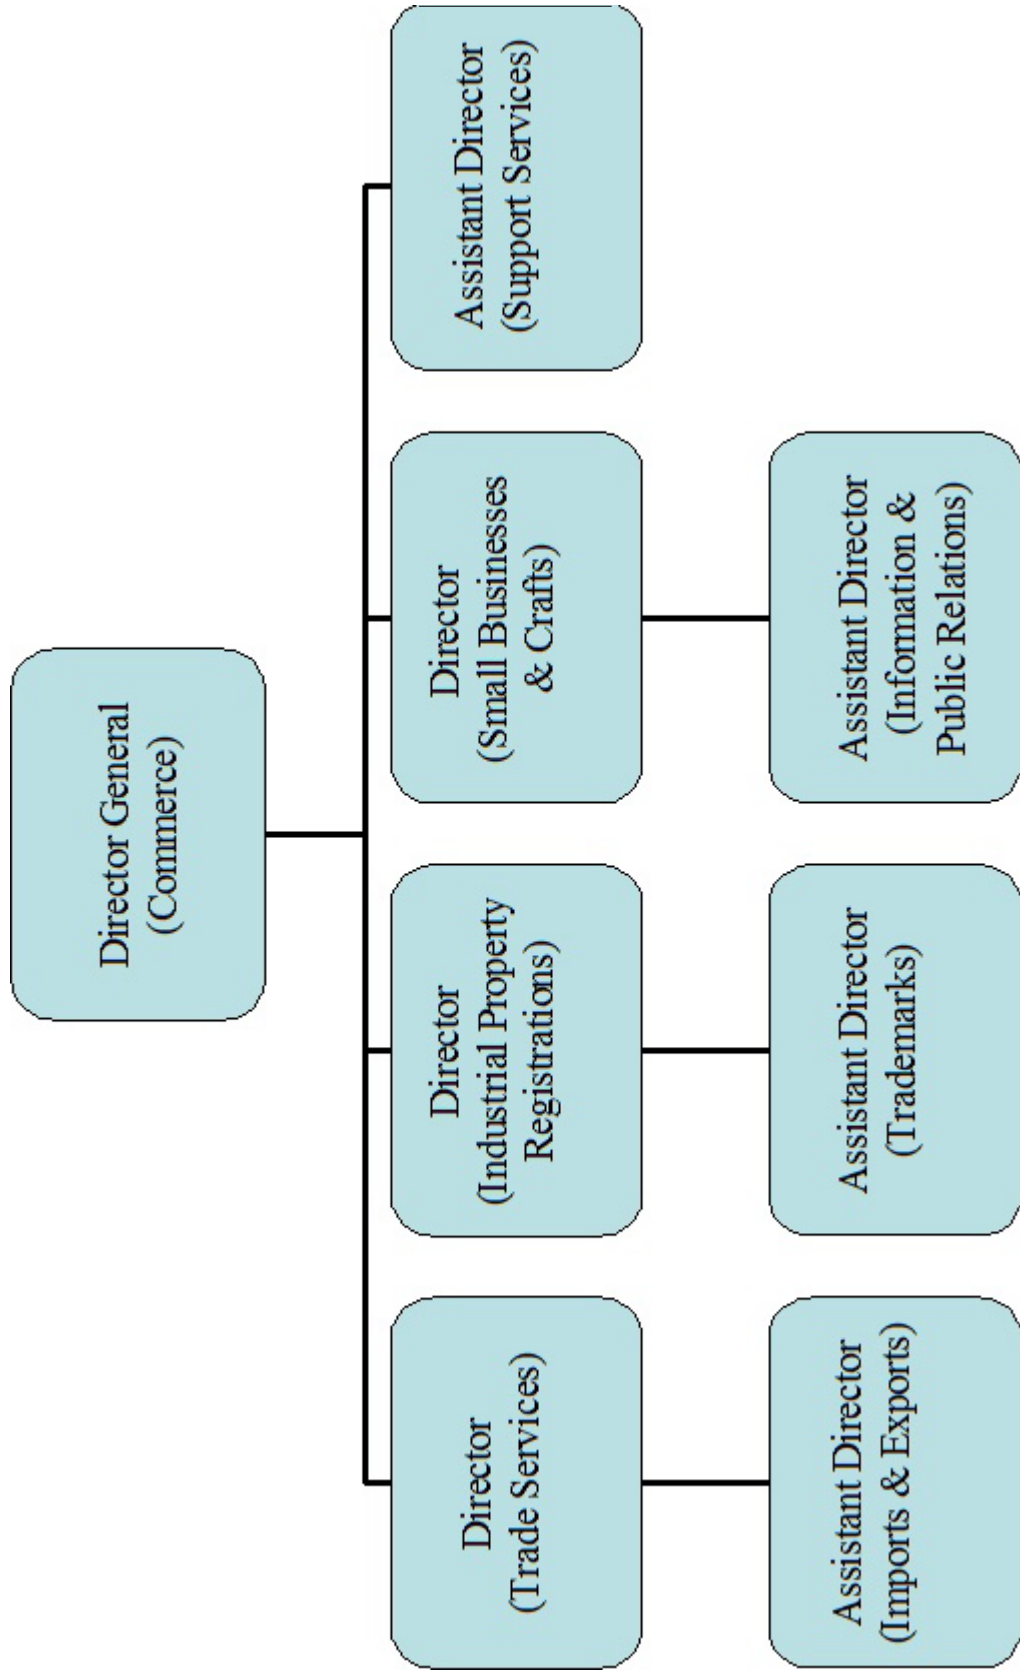 Director General
(Commerce)
Director
(Trade Services)
Director
(Industrial Property
Registrations)
Director
(Small Businesses
& Crafts)
Assistant Director
(Support Services)
Assistant Director
(Imports & Exports)
Assistant Director
(Trademarks)
Assistant Director
(Information &
Public Relations)